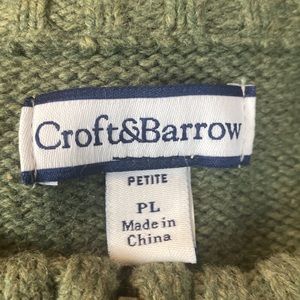 Croft&Barrow
PETITE
PL
Made in
China